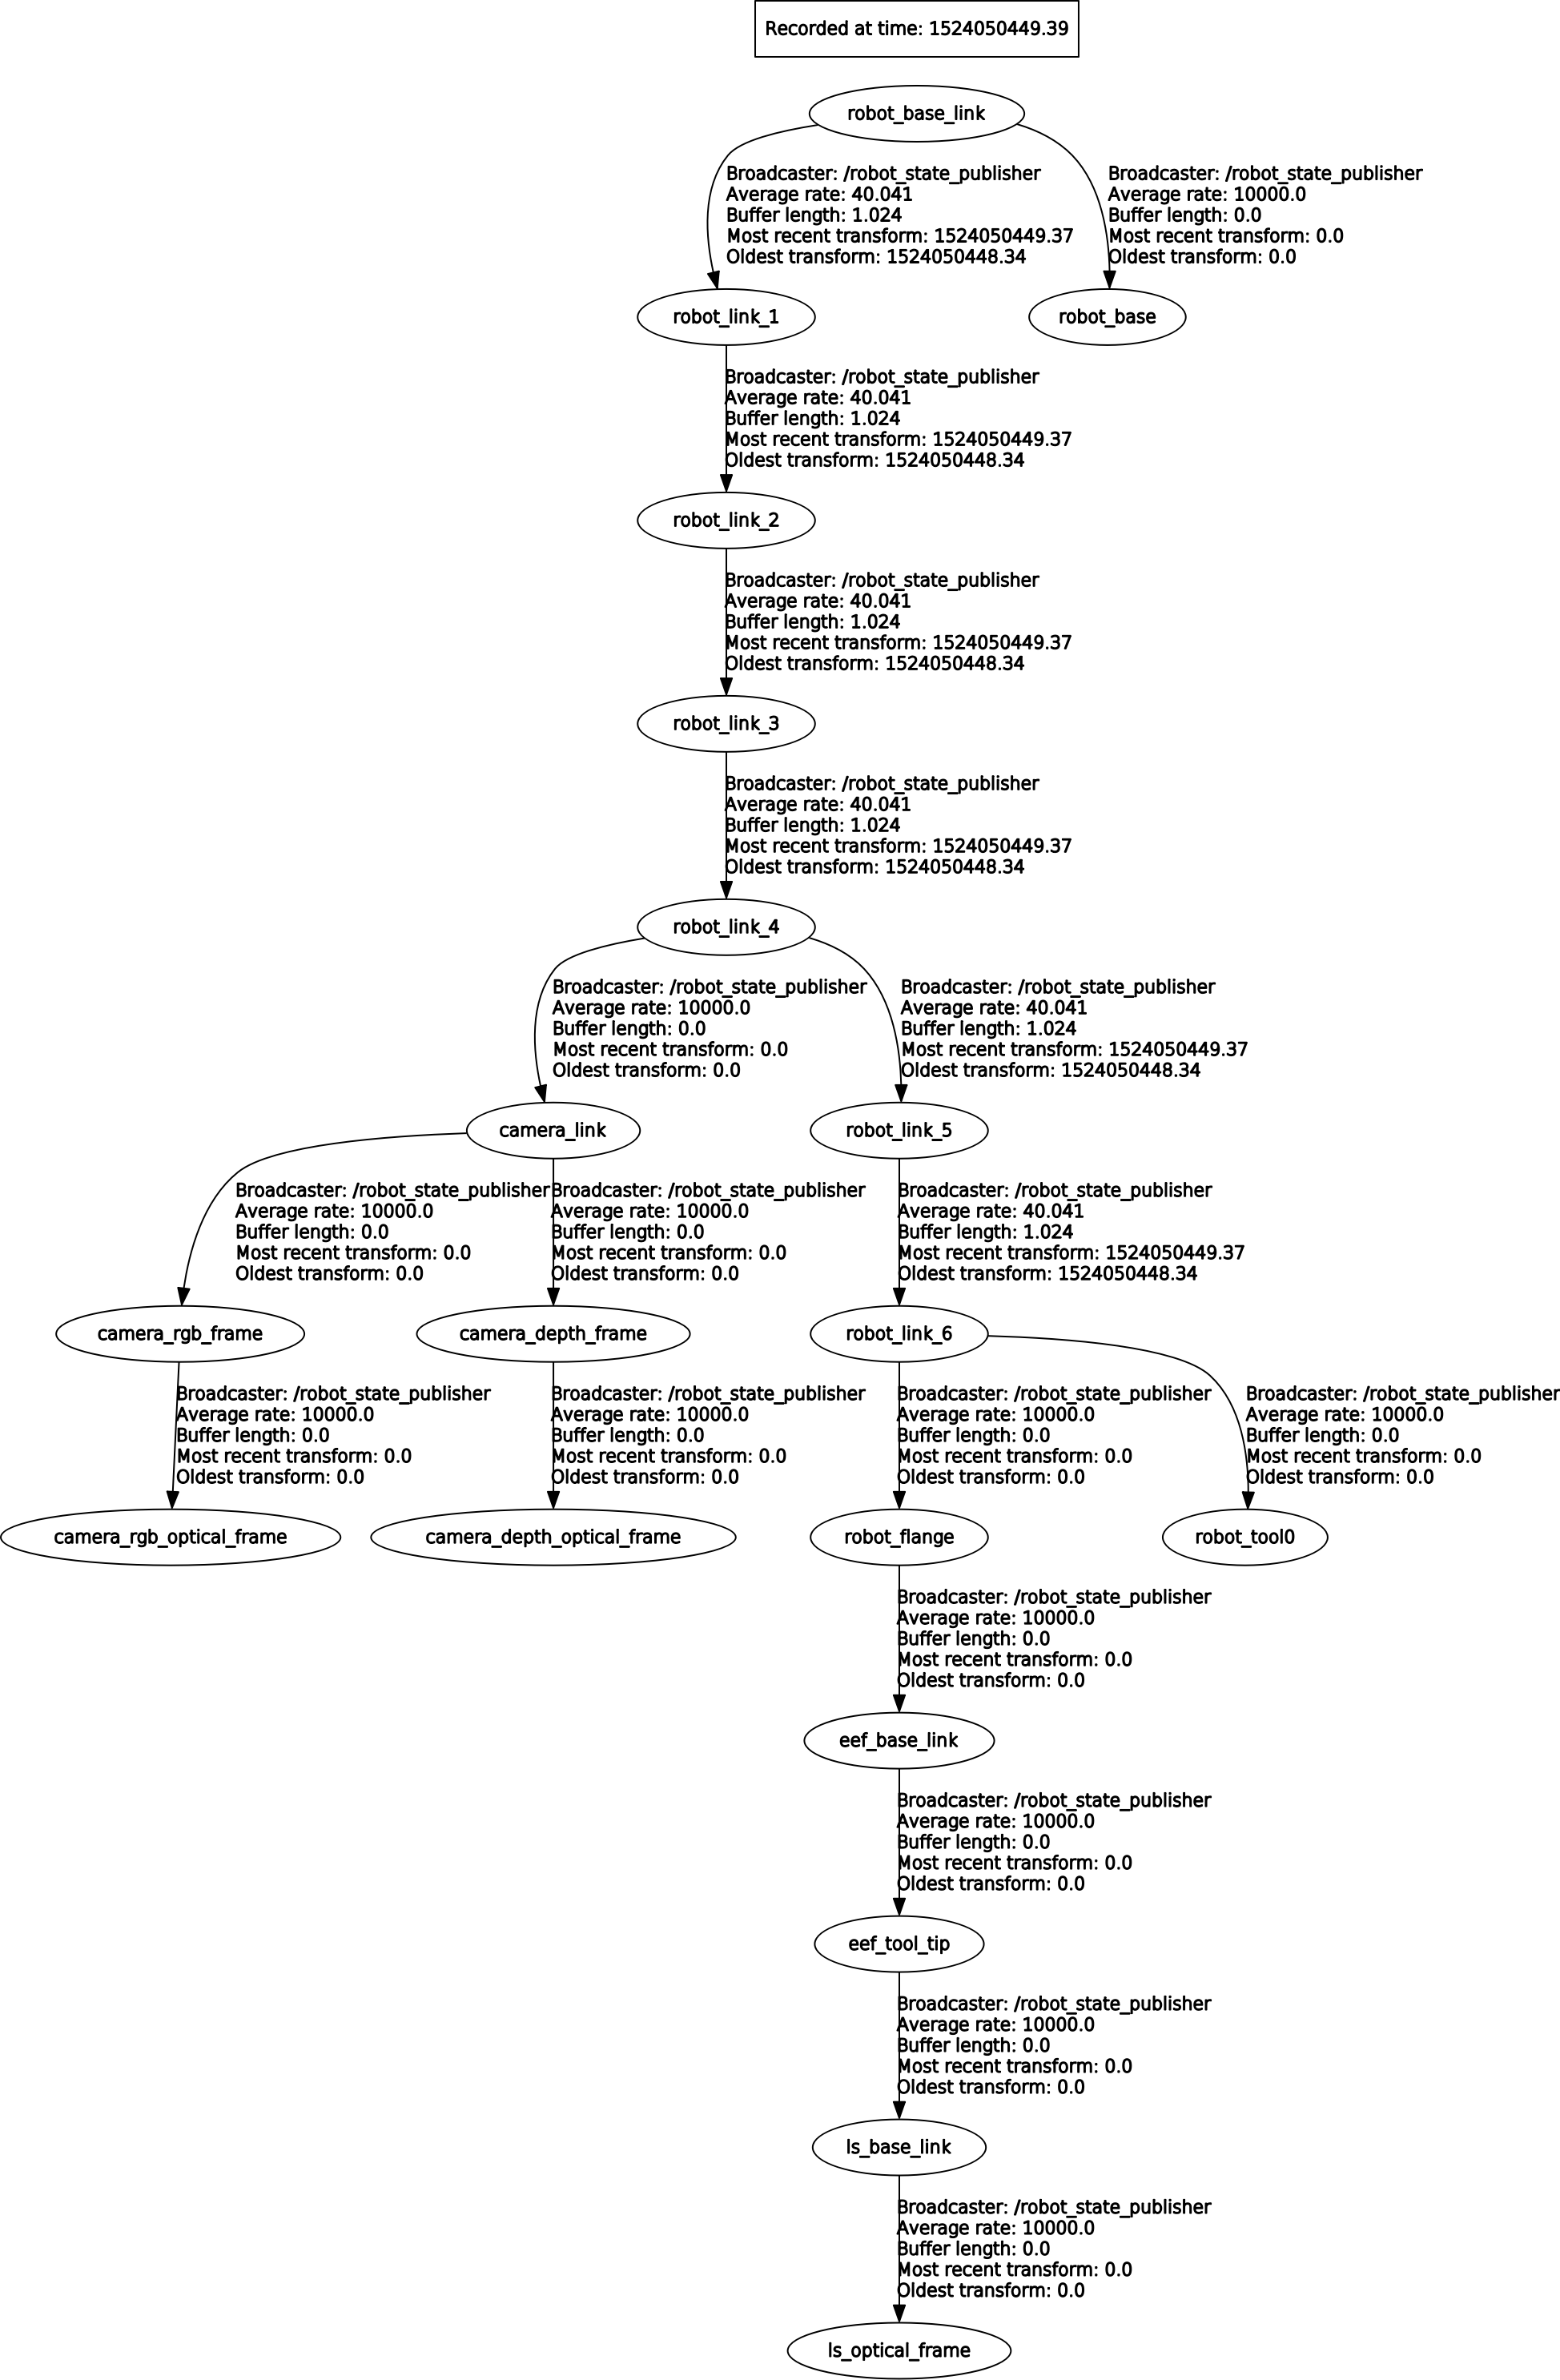 Recorded at time: 1524050449.39
robot_base_link
Broadcaster: /robot_state_publisher
Average rate: 40.041
Buffer length: 1.024
Most recent transform: 1524050449.37
Oldest transform: 1524050448.34
Broadcaster: /robot_state_publisher
Average rate: 10000.0
Buffer length: 0.0
Most recent transform: 0.0
Oldest transform: 0.0
robot_link_1
robot_base
Broadcaster: /robot_state_publisher
Average rate: 40.041
Buffer length: 1.024
Most recent transform: 1524050449.37
Oldest transform: 1524050448.34
robot_link_2
Broadcaster: /robot_state_publisher
Average rate: 40.041
Buffer length: 1.024
Most recent transform: 1524050449.37
Oldest transform: 1524050448.34
robot_link_3
Broadcaster: /robot_state_publisher
Average rate: 40.041
Buffer length: 1.024
Most recent transform: 1524050449.37
Oldest transform: 1524050448.34
robot_link_4
Broadcaster: /robot_state_publisher
Average rate: 10000.0
Buffer length: 0.0
Most recent transform: 0.0
Oldest transform: 0.0
Broadcaster: /robot_state_publisher
Average rate: 40.041
Buffer length: 1.024
Most recent transform: 1524050449.37
Oldest transform: 1524050448.34
camera_link
robot_link_5
Broadcaster: /robot_state_publisher
Average rate: 10000.0
Buffer length: 0.0
Most recent transform: 0.0
Oldest transform: 0.0
Broadcaster: /robot_state_publisher
Average rate: 10000.0
Buffer length: 0.0
Most recent transform: 0.0
Oldest transform: 0.0
Broadcaster: /robot_state_publisher
Average rate: 40.041
Buffer length: 1.024
Most recent transform: 1524050449.37
Oldest transform: 1524050448.34
camera_rgb_frame
camera_depth_frame
robot_link_6
Broadcaster: /robot_state_publisher
Average rate: 10000.0
Buffer length: 0.0
Most recent transform: 0.0
Oldest transform: 0.0
Broadcaster: /robot_state_publisher
Average rate: 10000.0
Buffer length: 0.0
Most recent transform: 0.0
Oldest transform: 0.0
Broadcaster: /robot_state_publisher
Average rate: 10000.0
Buffer length: 0.0
Most recent transform: 0.0
Oldest transform: 0.0
Broadcaster: /robot_state_publisher
Average rate: 10000.0
Buffer length: 0.0
Most recent transform: 0.0
Oldest transform: 0.0
camera_rgb_optical_frame
camera_depth_optical_frame
robot_flange
robot_tool0
Broadcaster: /robot_state_publisher
Average rate: 10000.0
Buffer length: 0.0
Most recent transform: 0.0
Oldest transform: 0.0
eef_base_link
Broadcaster: /robot_state_publisher
Average rate: 10000.0
Buffer length: 0.0
Most recent transform: 0.0
Oldest transform: 0.0
eef_tool_tip
Broadcaster: /robot_state_publisher
Average rate: 10000.0
Buffer length: 0.0
Most recent transform: 0.0
Oldest transform: 0.0
ls_base_link
Broadcaster: /robot_state_publisher
Average rate: 10000.0
Buffer length: 0.0
Most recent transform: 0.0
Oldest transform: 0.0
ls_optical_frame